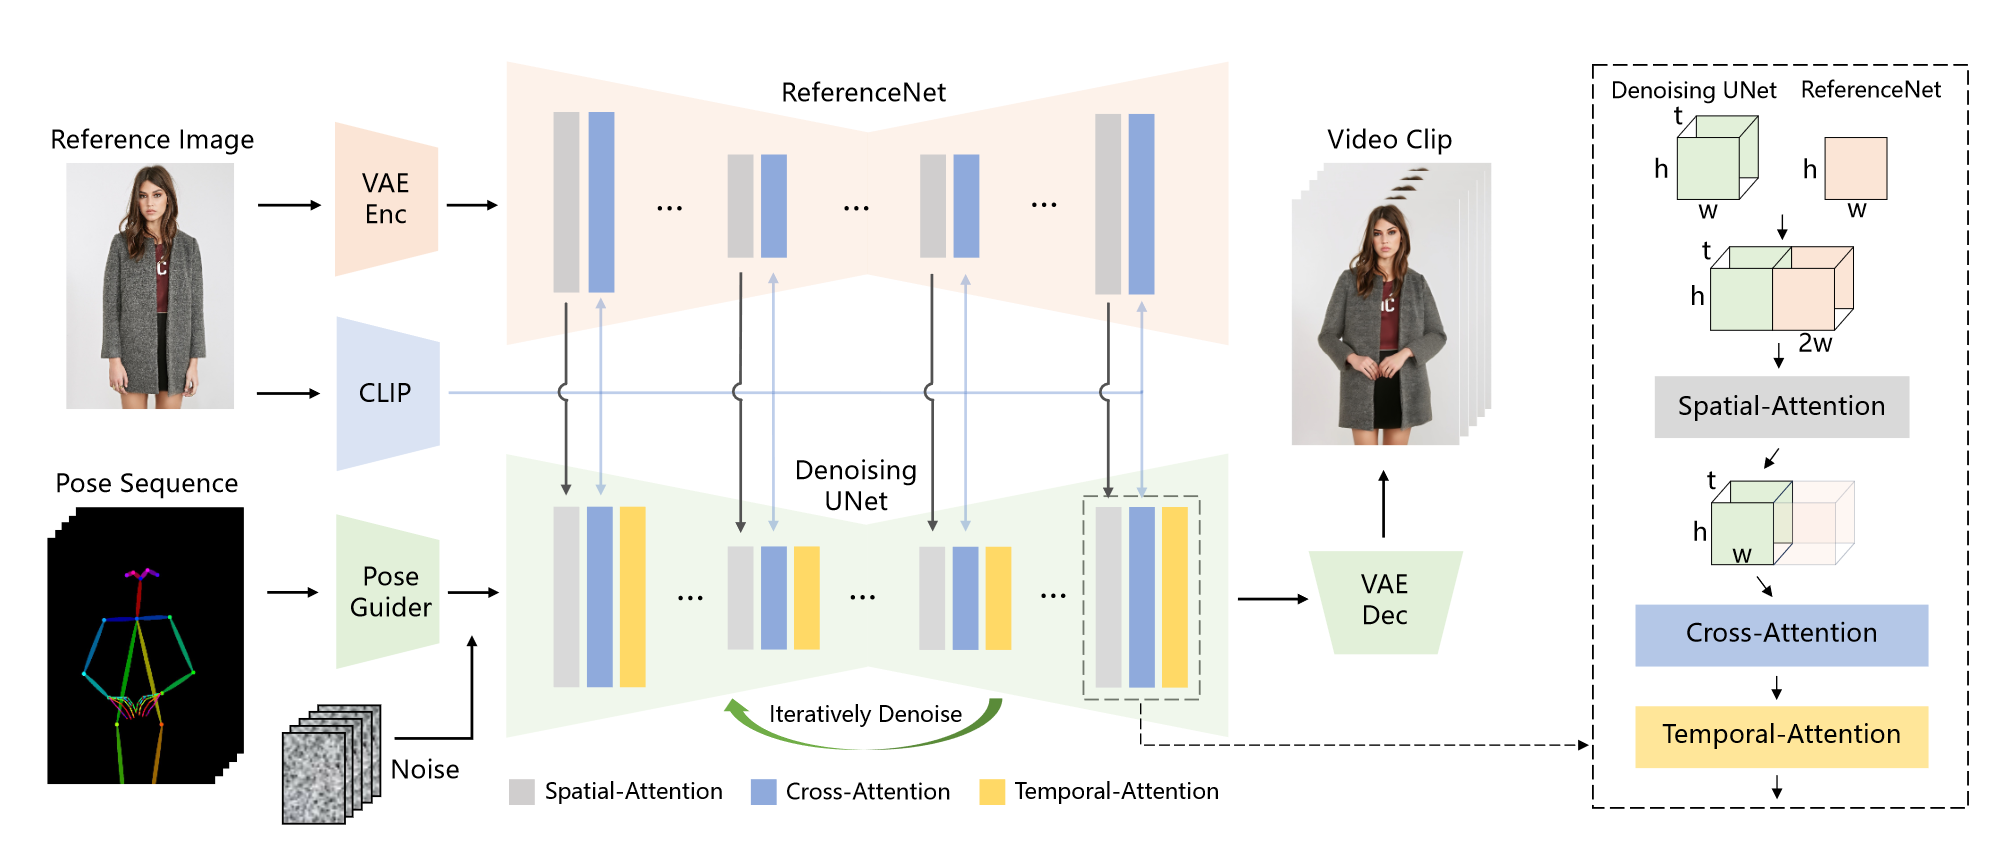 Reference Image
VAE
Enc
CLIP
Pose Sequence
Pose
Guider
Noise
ReferenceNet
...
...
...
Denoising
UNet
...
...
...
Iteratively Denoise
Spatial-Attention
Cross-Attention
Temporal-Attention
Video Clip
VAE
Dec
Denoising UNet
ReferenceNet
t
h
w
h
w
t
h
2w
Spatial-Attention
t
h
w
Cross-Attention
Temporal-Attention